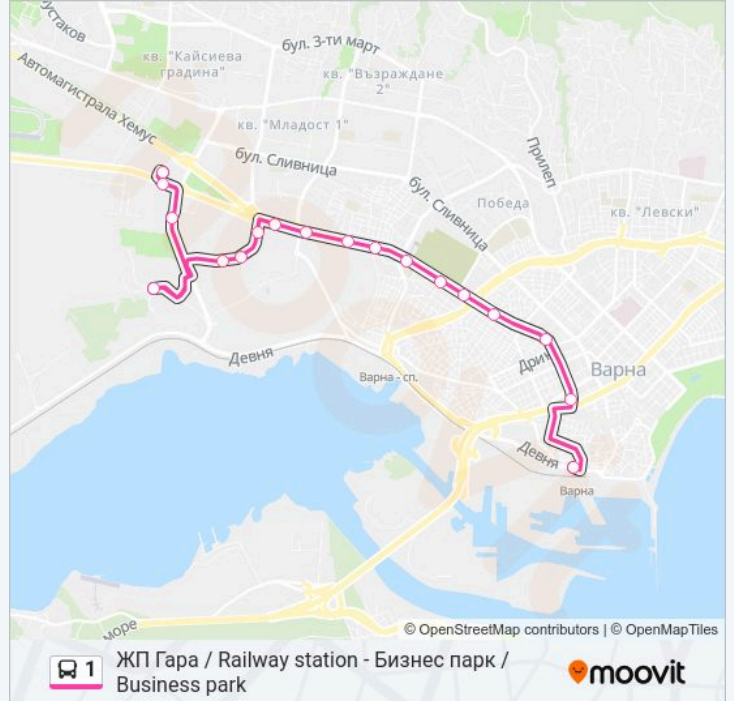 устаков
кв. "Кайсиева
градина"
бул. 3-ти март
кв. "Възраждане
2"
Автомагистрала Хемус
кв. "Младост 1"
бул. Сливница
Прилеп
бул. Сливница
Победа
кв. "Левски"
Девня
Варна - сп.
Дрин
Варна
Девня
Варна
море
© OpenStreetMap contributors | © OpenMapTiles
1
ЖП Гара / Railway station - Бизнес парк /
Business park
moovit